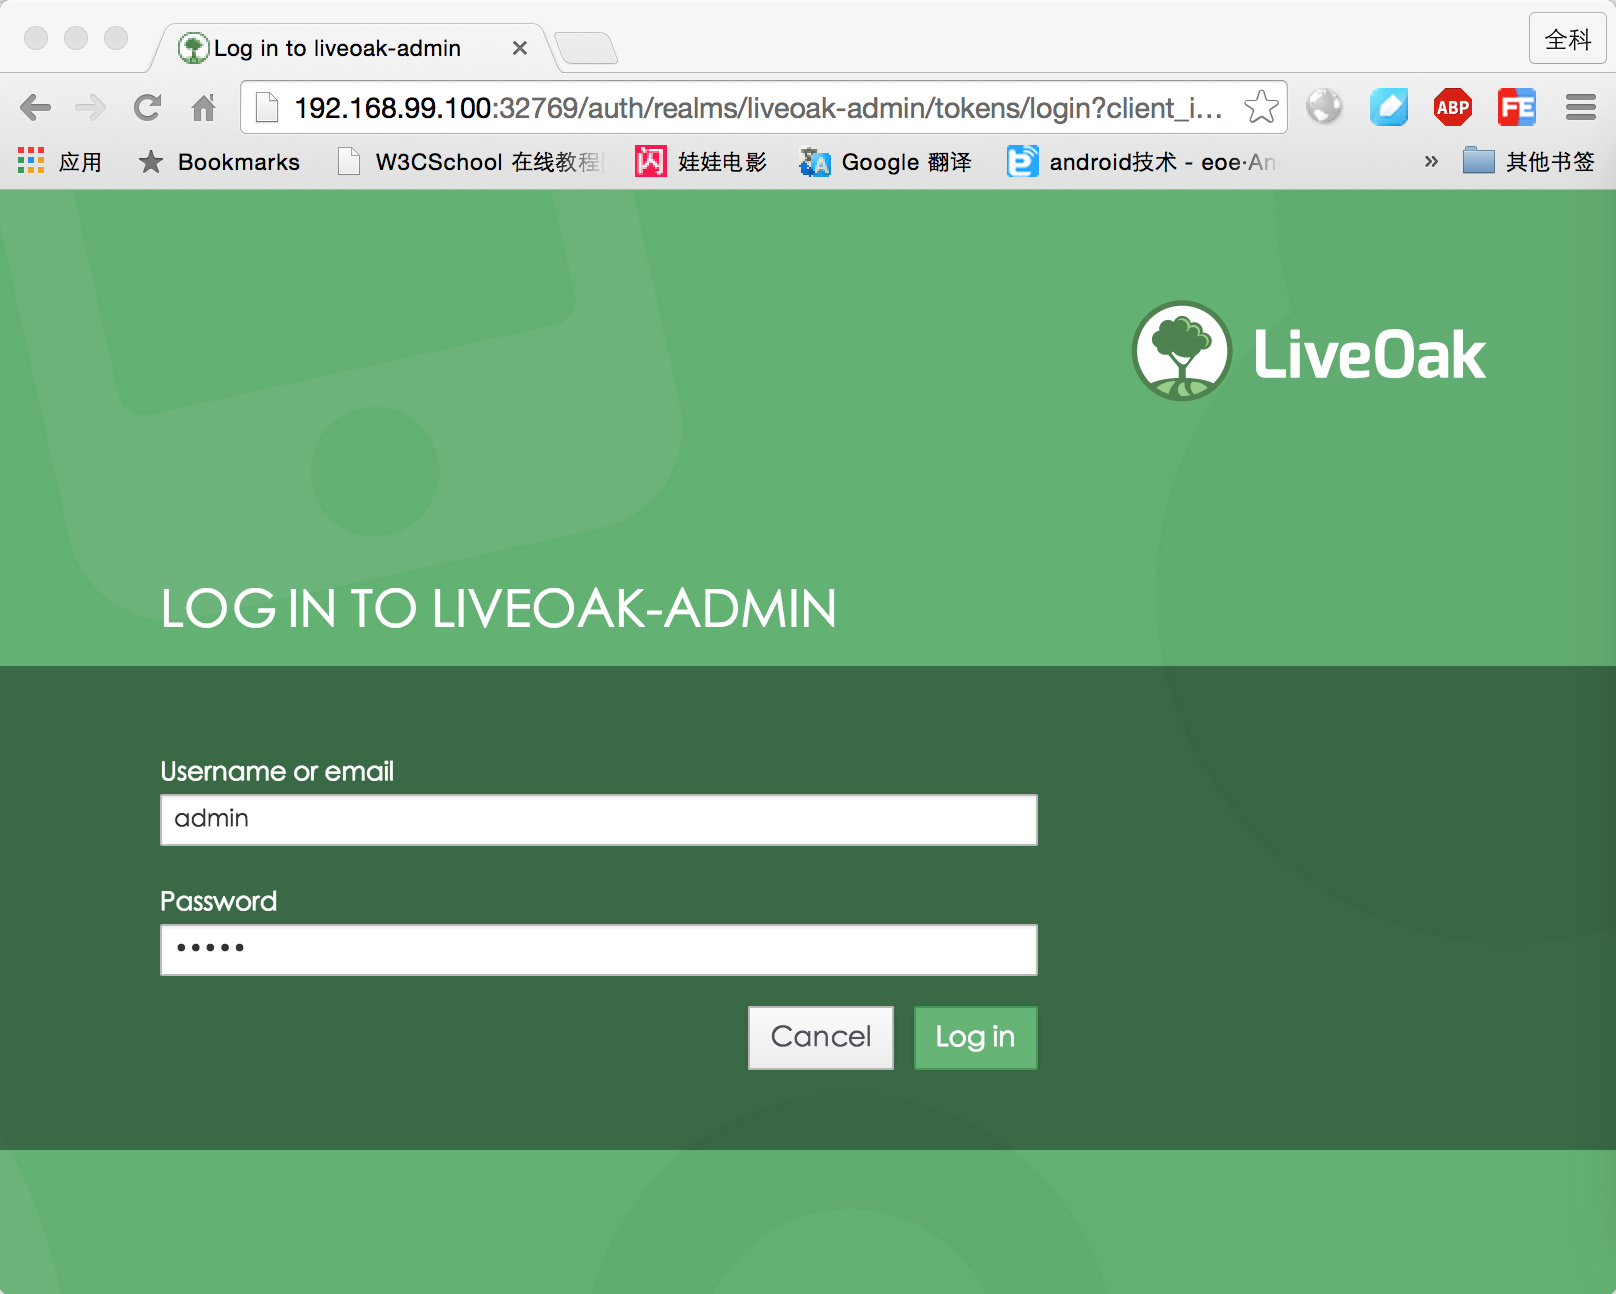 Log in to liveoak-admin
全科
192.168.99.100:32769/auth/realms/liveoak-admin/tokens/login?client_i...
ABP
FE
应用
Bookmarks
W3CSchool 在线教程
闪
娃娃电影
Google 翻译
android技术 - eoe·An
»
其他书签
LiveOak
LOG IN TO LIVEOAK-ADMIN
Username or email
admin
Password
•••••
Cancel
Log in